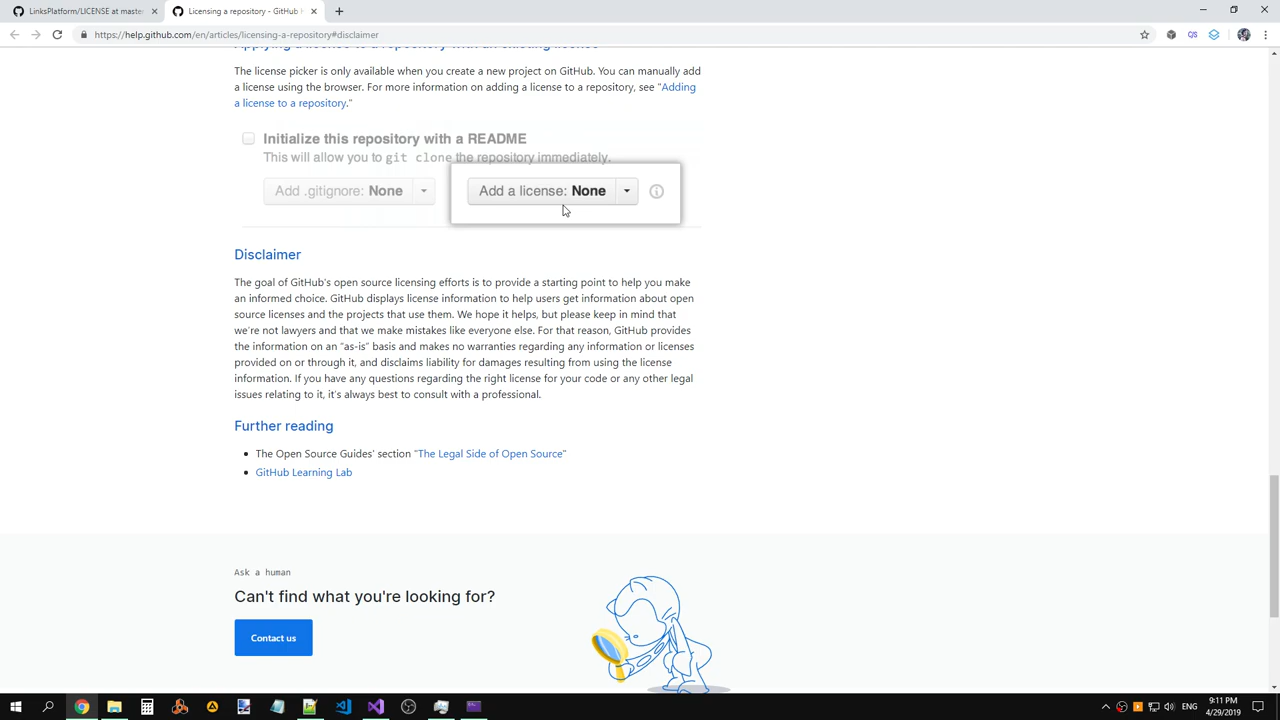 LinksPlatform/LICENSE at master
Licensing a repository - GitHub H
https://help.github.com/en/articles/licensing-a-repository#disclaimer
Applying a license to a repository with an existing license
The license picker is only available when you create a new project on GitHub. You can manually add
a license using the browser. For more information on adding a license to a repository, see "Adding
a license to a repository."
Initialize this repository with a README
This will allow you to git clone the repository immediately.
Add .gitignore: None
Add a license: None
Disclaimer
The goal of GitHub's open source licensing efforts is to provide a starting point to help you make
an informed choice. GitHub displays license information to help users get information about open
source licenses and the projects that use them. We hope it helps, but please keep in mind that
we’re not lawyers and that we make mistakes like everyone else. For that reason, GitHub provides
the information on an “as-is” basis and makes no warranties regarding any information or licenses
provided on or through it, and disclaims liability for damages resulting from using the license
information. If you have any questions regarding the right license for your code or any other legal
issues relating to it, it’s always best to consult with a professional.
Further reading
The Open Source Guides’ section "The Legal Side of Open Source"
GitHub Learning Lab
Ask a human
Can't find what you're looking for?
Contact us
ENG
9:11 PM
4/29/2019